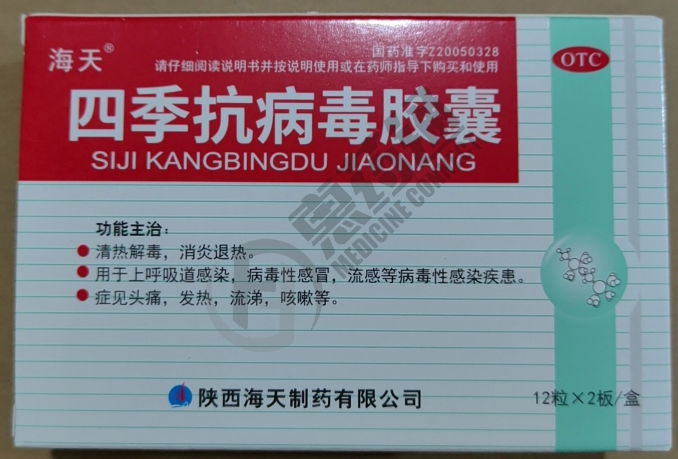 海天®
国药准字Z20050328
OTC
请仔细阅读说明书并按说明使用或在药师指导下购买和使用
四季抗病毒胶囊
SIJI KANGBINGDU JIAONANG
功能主治:
清热解毒,消炎退热。
用于上呼吸道感染,病毒性感冒,流感等病毒性感染疾患。
症见头痛,发热,流涕,咳嗽等。
陕西海天制药有限公司
12粒×2板/盒